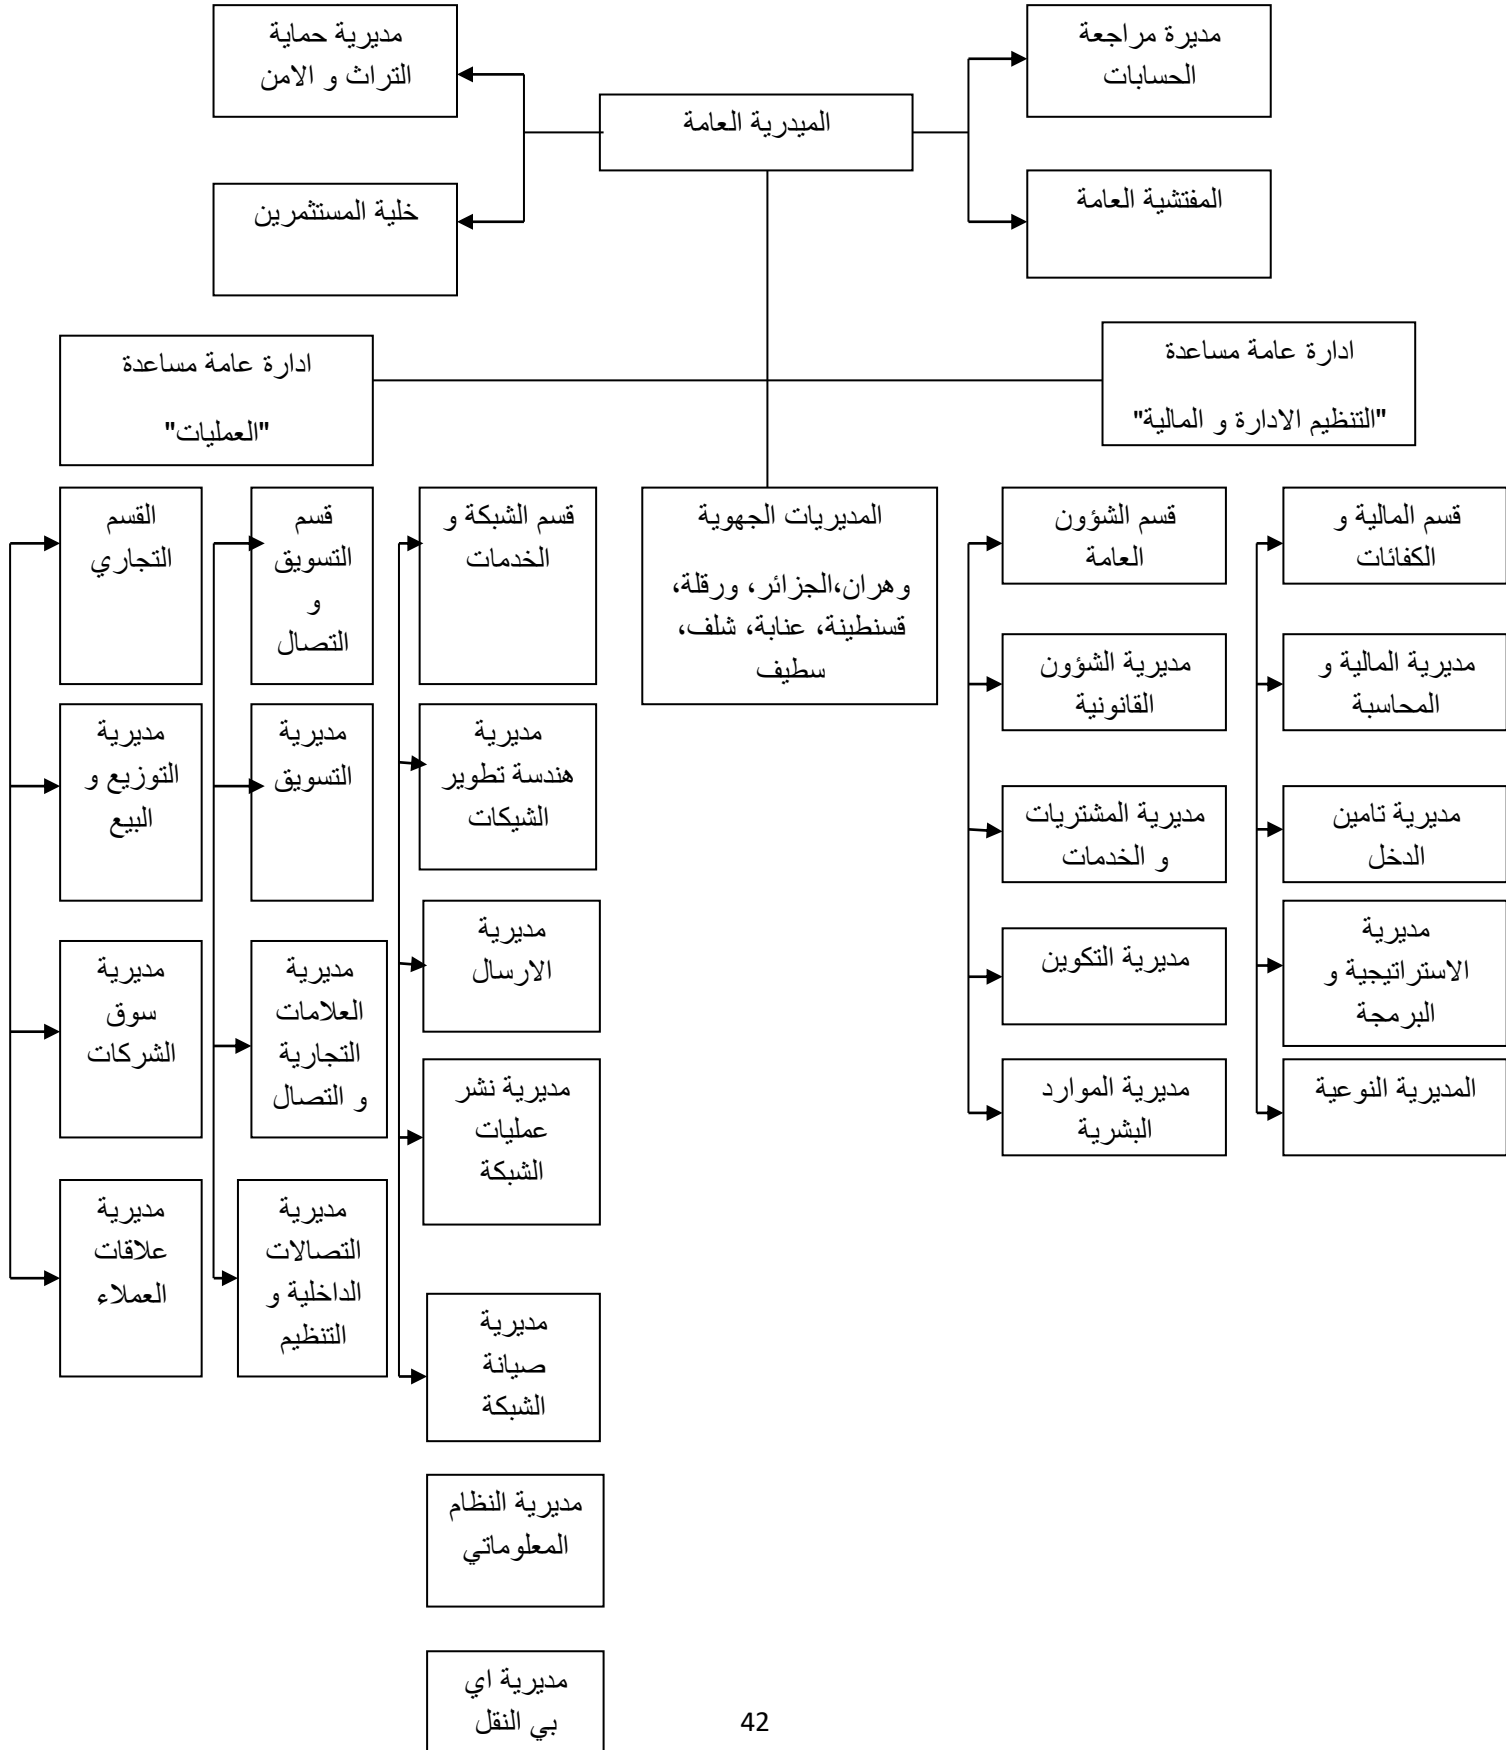 مديرة مراجعة
الحسابات
مديرية حماية
التراث و الامن
الميدرية العامة
المفتشية العامة
خلية المستثمرين
ادارة عامة مساعدة
"التنظيم الادارة و المالية"
ادارة عامة مساعدة
"العمليات"
قسم المالية و
الكفائات
مديرية المالية و
المحاسبة
مديرية تامين
الدخل
مديرية
الاستراتيجية و
البرمجة
المديرية النوعية
قسم الشؤون
العامة
مديرية الشؤون
القانونية
مديرية المشتريات
و الخدمات
مديرية التكوين
مديرية الموارد
البشرية
المديريات الجهوية
وهران،الجزائر، ورقلة،
قسنطينة، عنابة، شلف،
سطيف
قسم الشبكة و
الخدمات
مديرية
هندسة تطوير
الشيكات
مديرية
الارسال
مديرية نشر
عمليات
الشبكة
مديرية
صيانة
الشبكة
مديرية النظام
المعلوماتي
مديرية اي
بي النقل
قسم
التسويق
و
التصال
مديرية
التسويق
مديرية
العلامات
التجارية
و التصال
مديرية
التصالات
الداخلية و
التنظيم
القسم
التجاري
مديرية
التوزيع و
البيع
مديرية
سوق
الشركات
مديرية
علاقات
العملاء
42